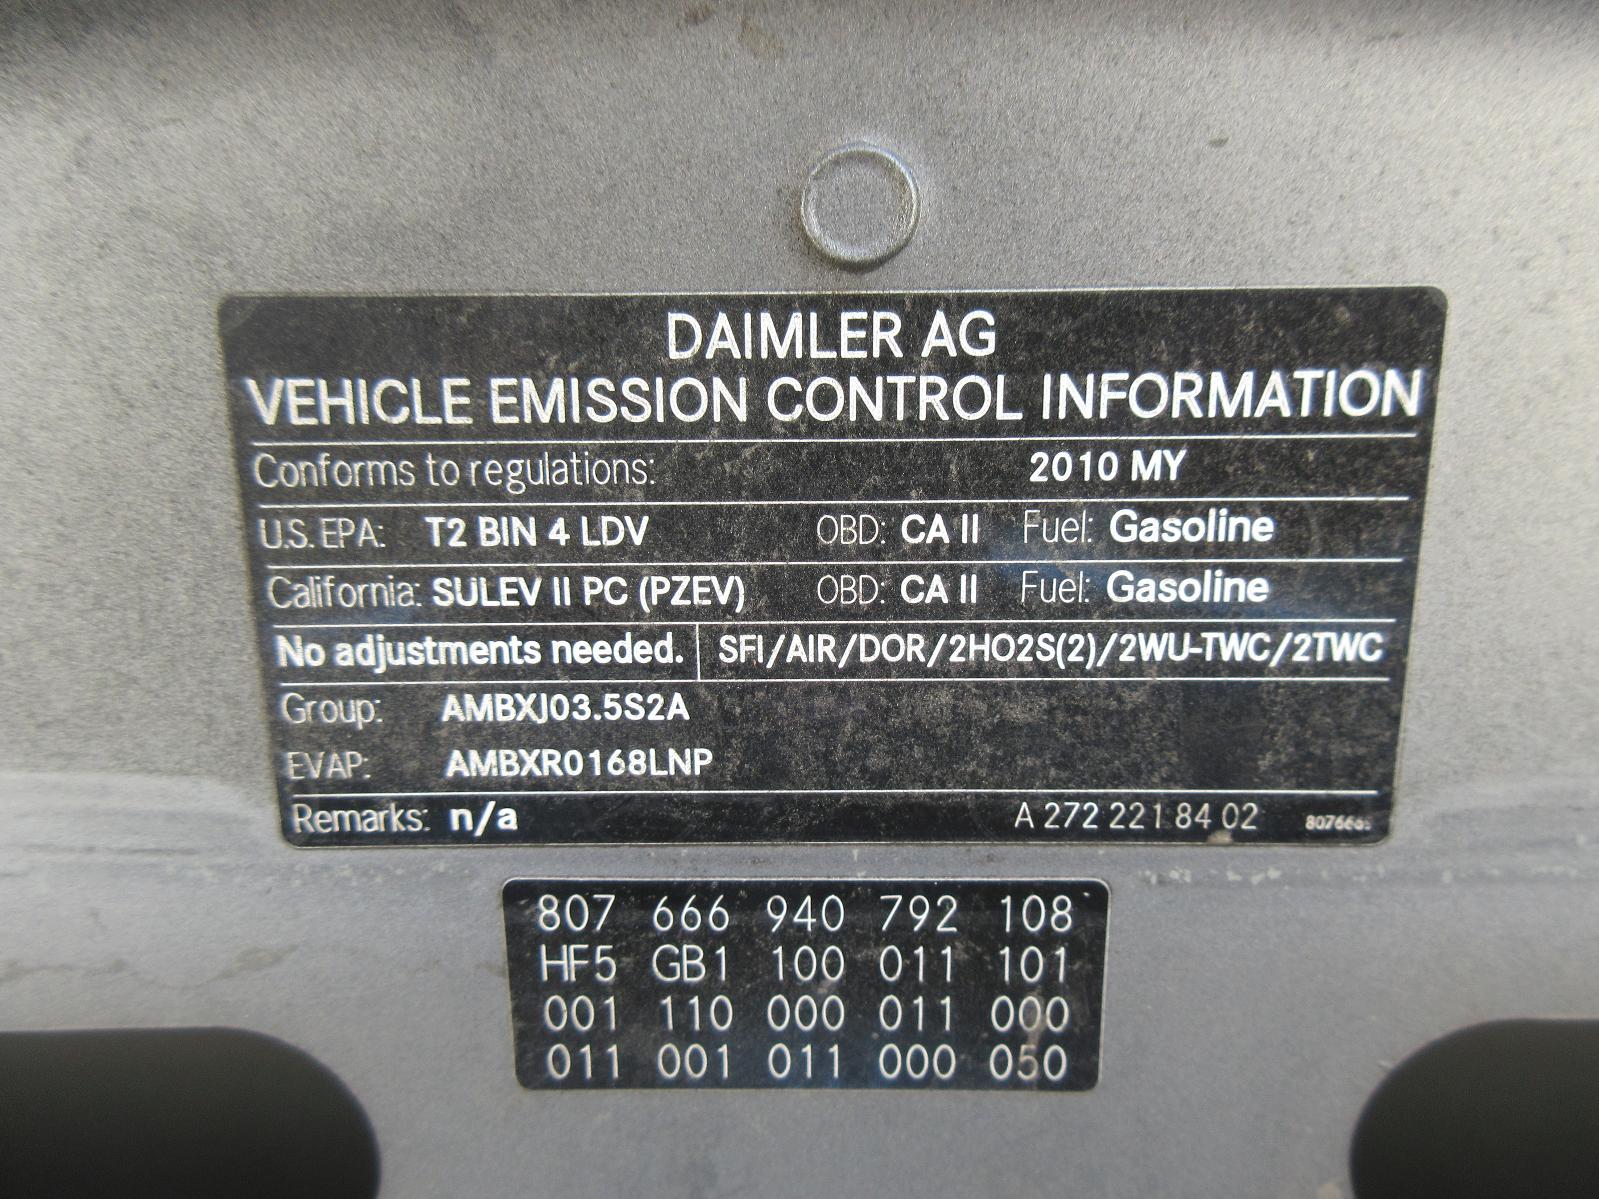 DAIMLER AG
VEHICLE EMISSION CONTROL INFORMATION
Conforms to regulations: 2010 MY
U.S. EPA: T2 BIN 4 LDV OBD: CA II Fuel: Gasoline
California: SULEV II PC (PZEV) OBD: CA II Fuel: Gasoline
No adjustments needed. SFI/AIR/DOR/2HO2S(2)/2WU-TWC/2TWC
Group: AMBXJ03.5S2A
EVAP: AMBXR0168LNP
Remarks: n/a A 272 221 84 02
807 666 940 792 108
HF5 GB1 100 011 101
001 110 000 011 000
011 001 011 000 050